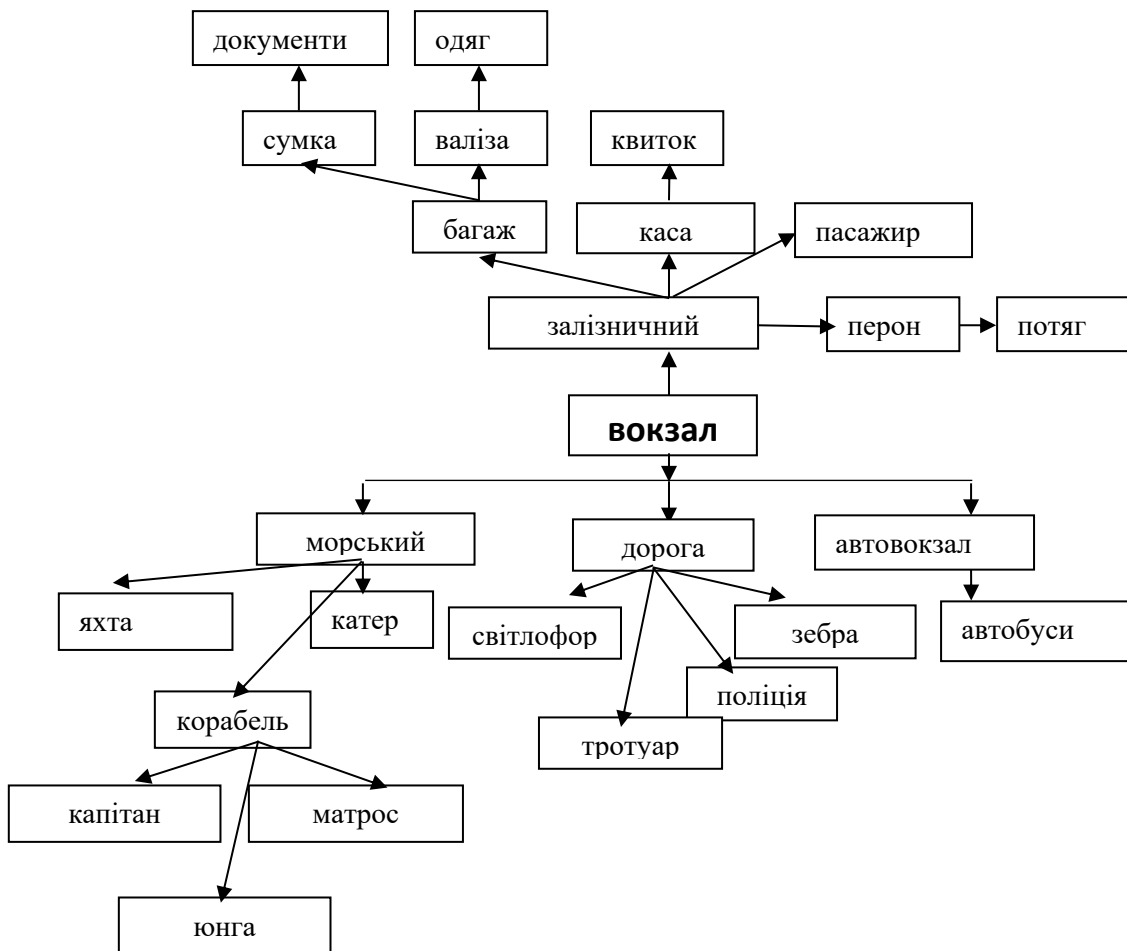 документи одяг
сумка валіза квиток
багаж каса пасажир
залізничний перон потяг
вокзал
морський дорога автовокзал
яхта катер світлофор зебра автобуси
корабель поліція
тротуар
капітан матрос
юнга